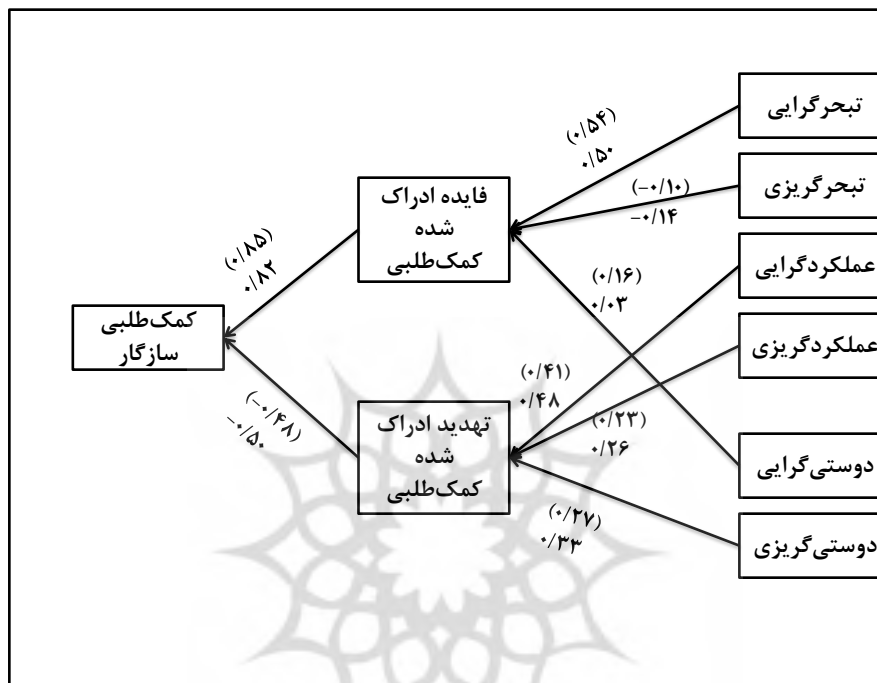 تبحرگرایی
تبحرگریزی
عملکردگرایی
عملکردگریزی
دوستی‌گرایی
دوستی‌گریزی
(۰/۵۴)
۰/۵۰
(−۰/۱۰)
−۰/۱۴
(۰/۱۶)
۰/۰۳
(۰/۴۱)
۰/۴۸
(۰/۲۳)
۰/۲۶
(۰/۲۷)
۰/۳۳
فایده ادراک
شده
کمک‌طلبی
تهدید ادراک
شده
کمک‌طلبی
(۰/۸۵)
۰/۸۲
(−۰/۴۸)
−۰/۵۰
کمک‌طلبی
سازگار